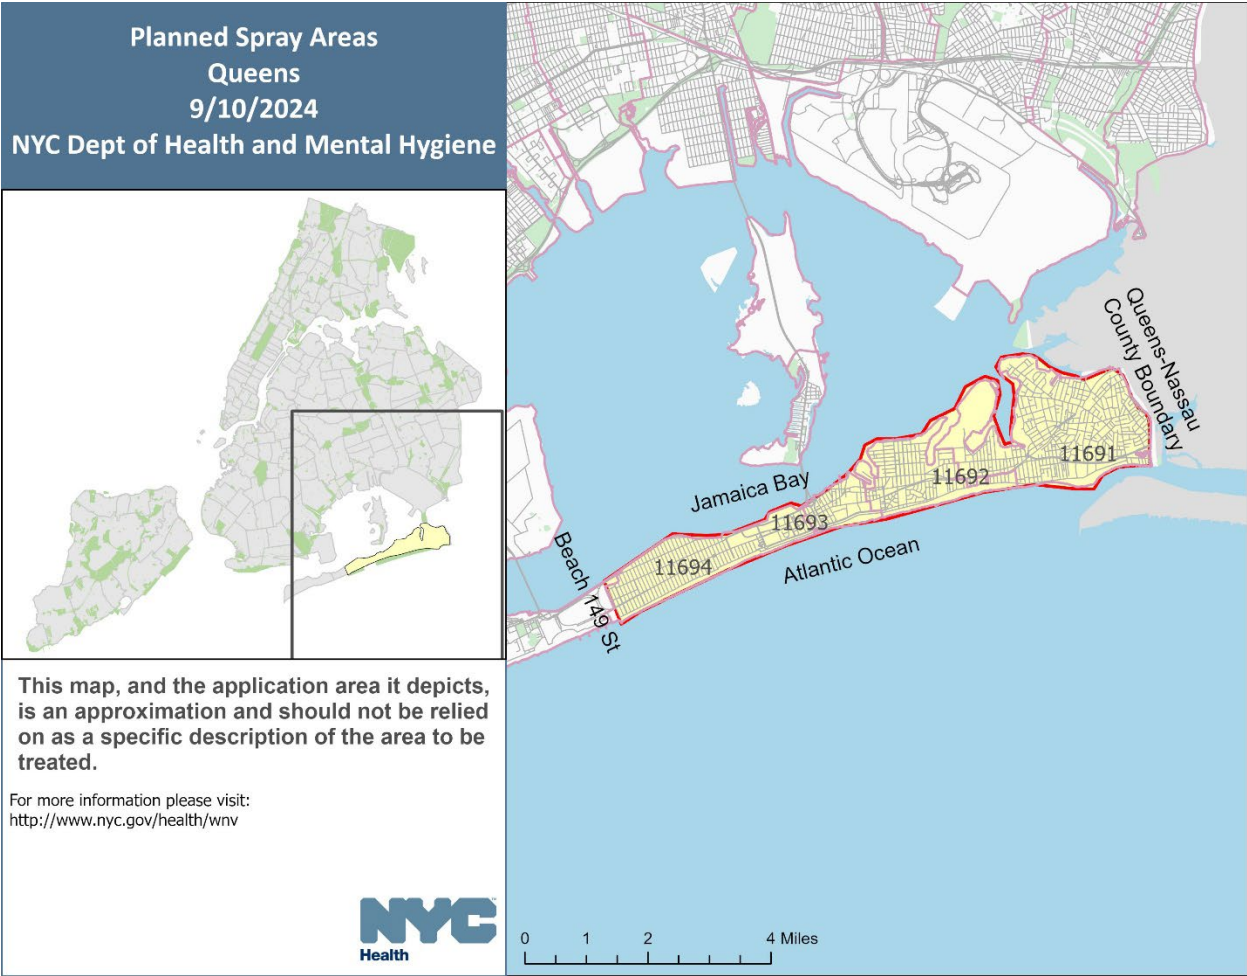 Planned Spray Areas
Queens
9/10/2024
NYC Dept of Health and Mental Hygiene
This map, and the application area it depicts,
is an approximation and should not be relied
on as a specific description of the area to be
treated.
For more information please visit:
http://www.nyc.gov/health/wnv
NYC
Health
Queens-Nassau
County Boundary
11691
11692
Jamaica Bay
11693
Atlantic Ocean
11694
Beach 149 St
0 1 2 4 Miles